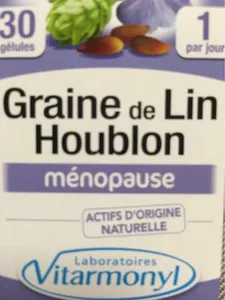 30 1
gélules par jour
Graine de Lin
Houblon
ménopause
ACTIFS D'ORIGINE
NATURELLE
Laboratoires
Vitarmonyl